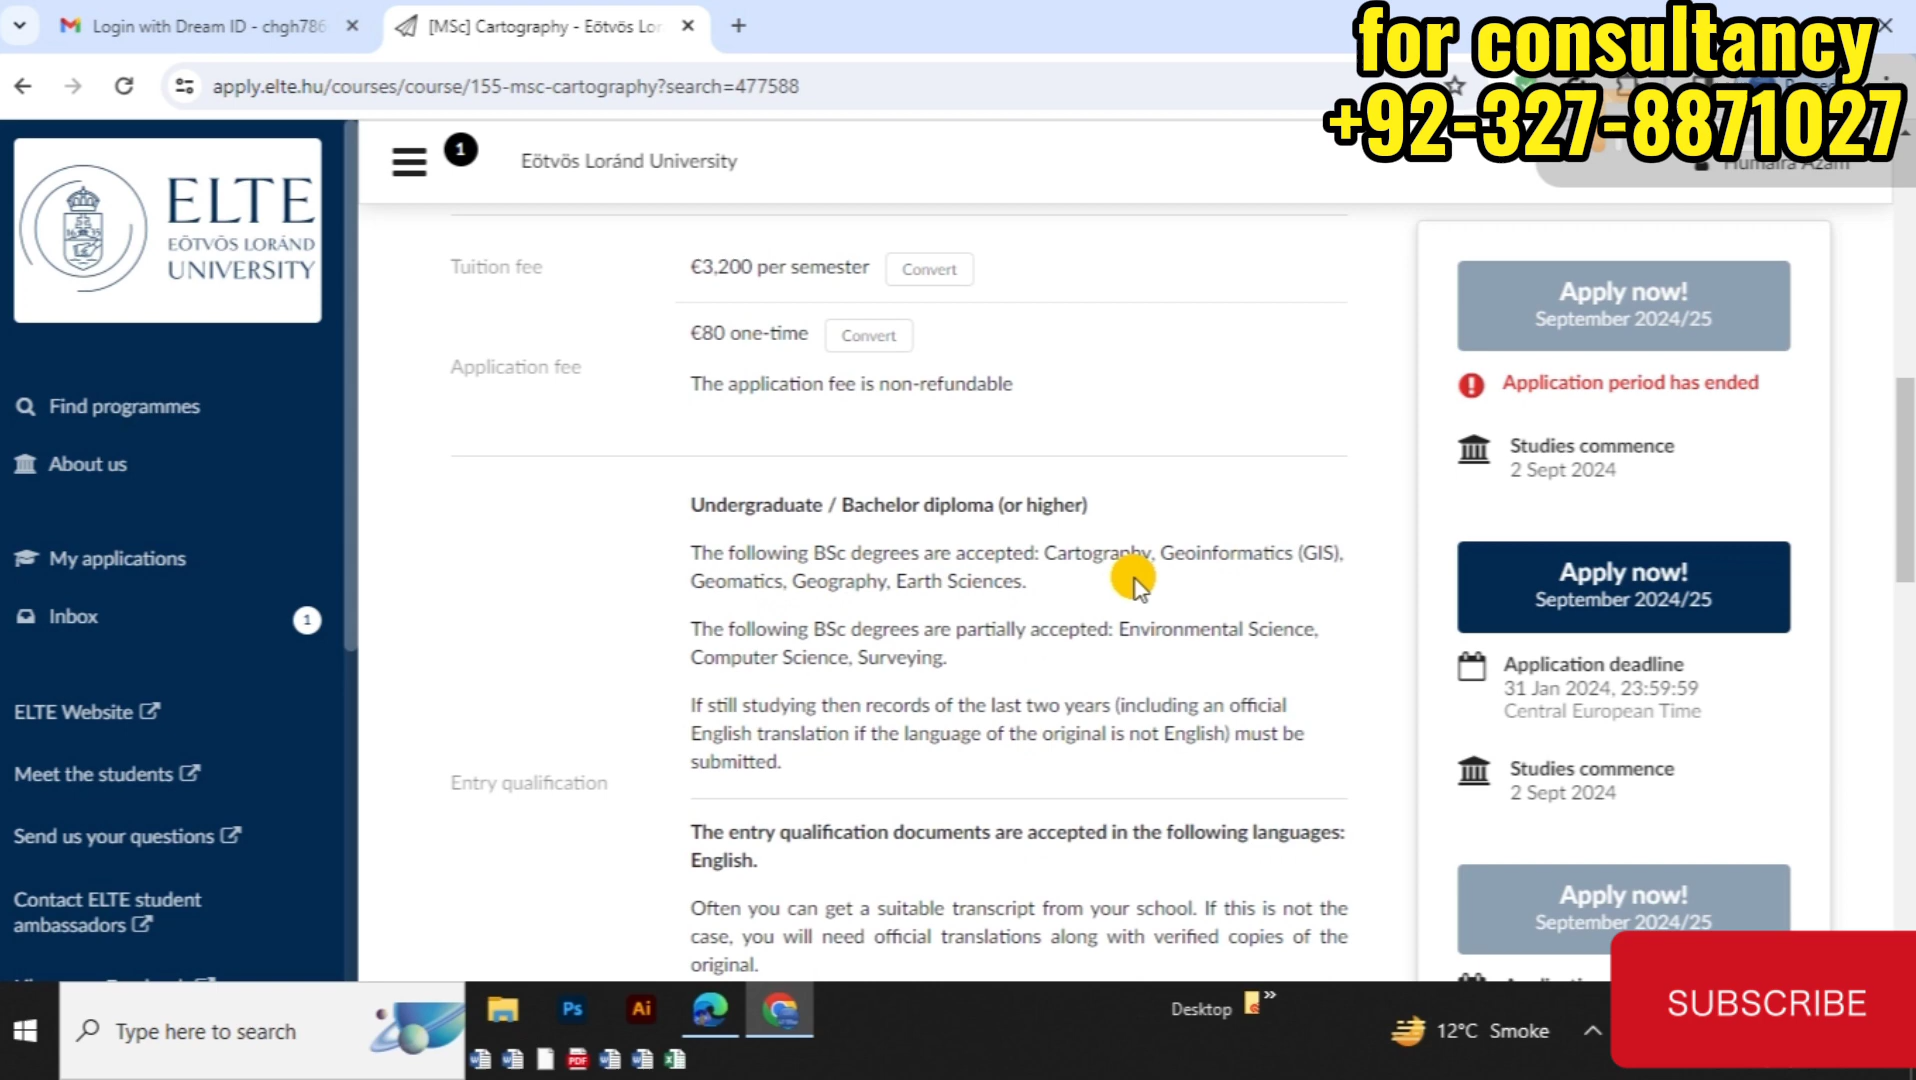 Login with Dream ID - chgh786
[MSc] Cartography - Eötvös Lor
for consultancy
+92-327-8871027
apply.elte.hu/courses/course/155-msc-cartography?search=477588
ELTE
EÖTVÖS LORÁND
UNIVERSITY
1
Eötvös Loránd University
Humaira Azam
Find programmes
About us
My applications
Inbox
1
ELTE Website
Meet the students
Send us your questions
Contact ELTE student
ambassadors
Tuition fee
€3,200 per semester
Convert
Application fee
€80 one-time
Convert
The application fee is non-refundable
Entry qualification
Undergraduate / Bachelor diploma (or higher)
The following BSc degrees are accepted: Cartography, Geoinformatics (GIS),
Geomatics, Geography, Earth Sciences.
The following BSc degrees are partially accepted: Environmental Science,
Computer Science, Surveying.
If still studying then records of the last two years (including an official
English translation if the language of the original is not English) must be
submitted.
The entry qualification documents are accepted in the following languages:
English.
Often you can get a suitable transcript from your school. If this is not the
case, you will need official translations along with verified copies of the
original.
Apply now!
September 2024/25
Application period has ended
Studies commence
2 Sept 2024
Apply now!
September 2024/25
Application deadline
31 Jan 2024, 23:59:59
Central European Time
Studies commence
2 Sept 2024
Apply now!
September 2024/25
SUBSCRIBE
Type here to search
Ps
Ai
PDF
Desktop
12°C Smoke